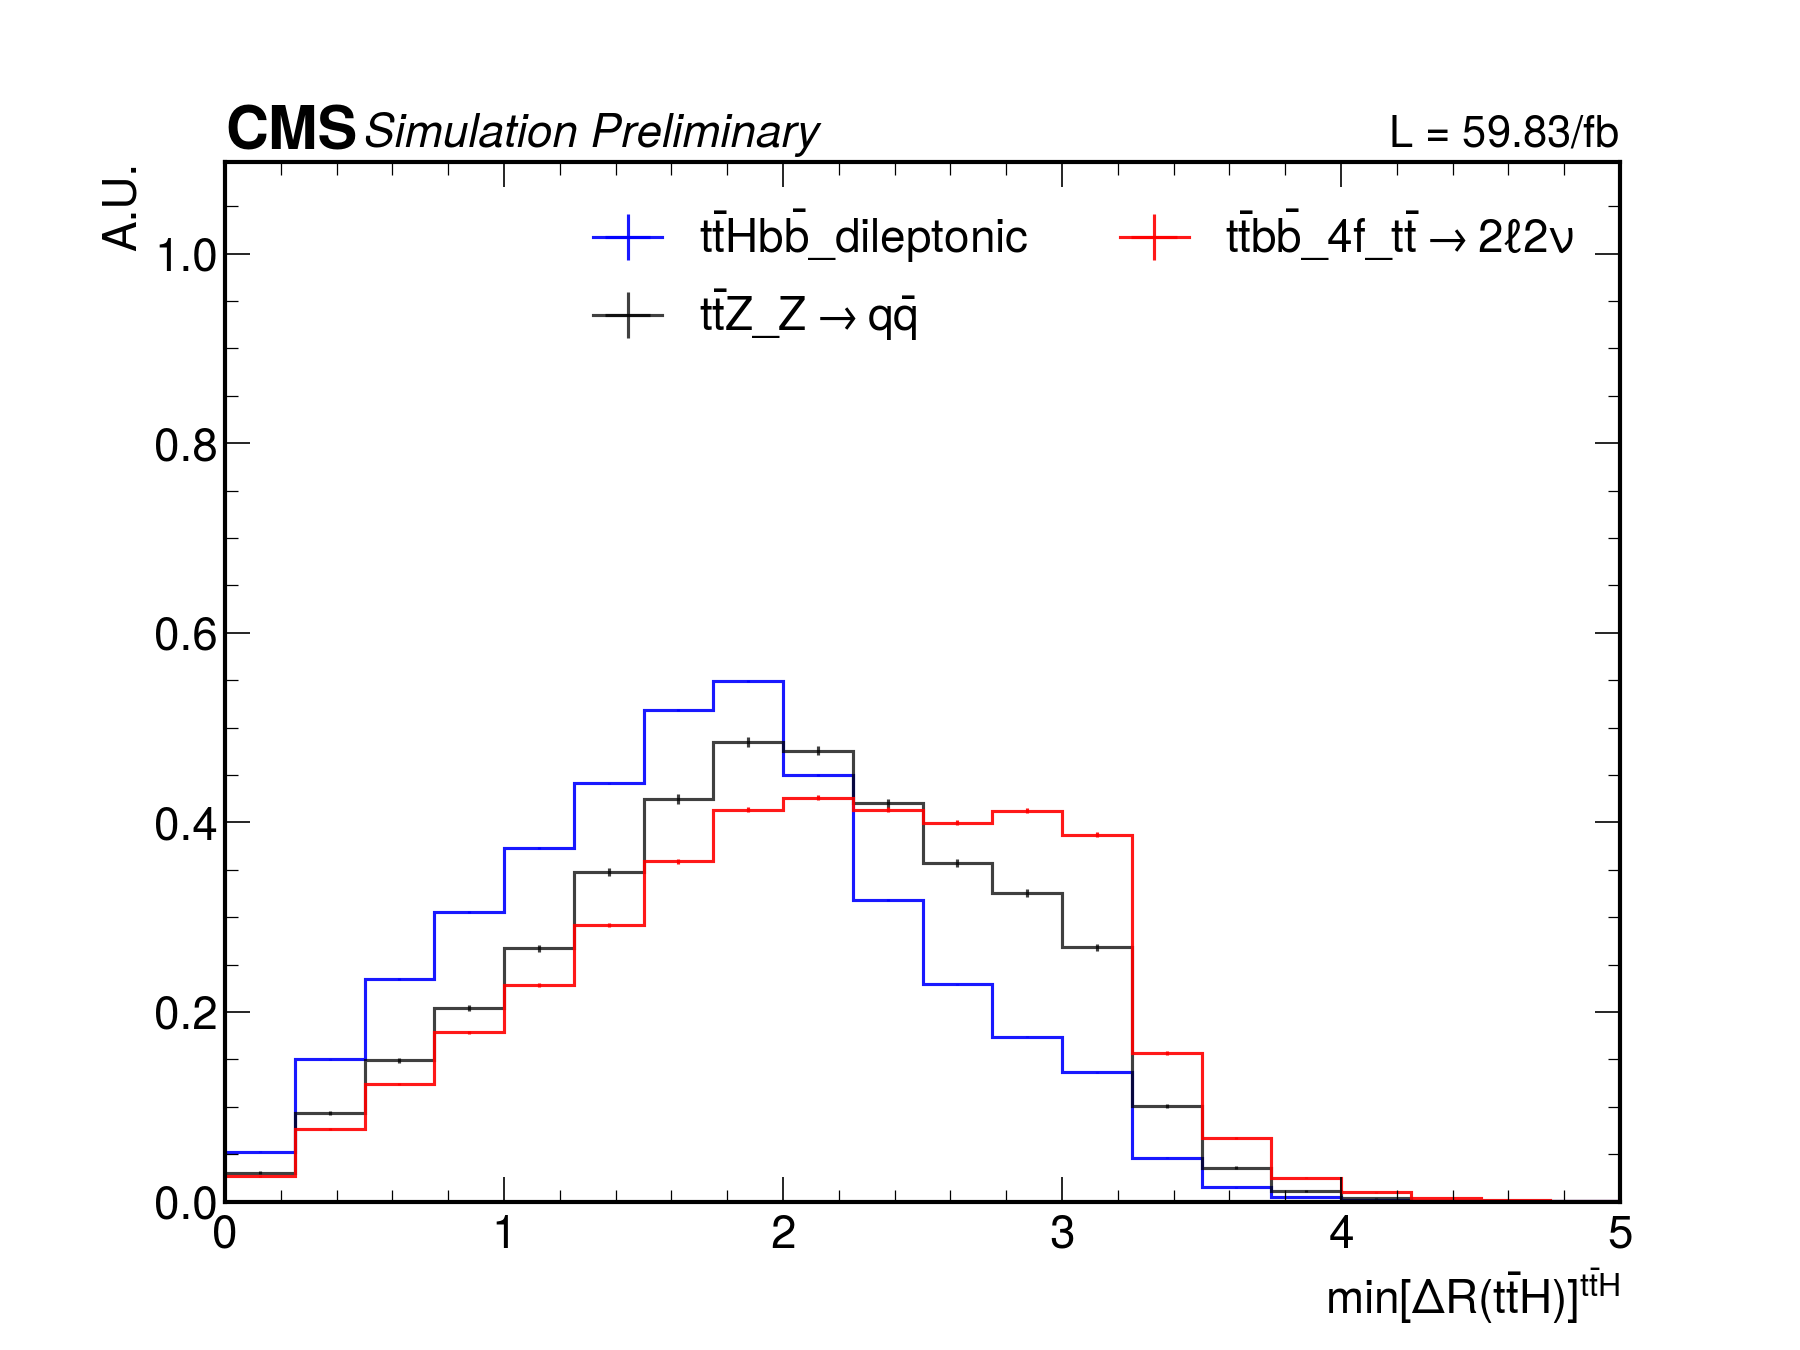 CMS Simulation Preliminary L = 59.83/fb
A.U.
tt̄Hbb̄_dileptonic tt̄bb̄_4f_tt̄ → 2ℓ2ν
tt̄Z_Z → qq̄
1.0
0.8
0.6
0.4
0.2
0.0
0 1 2 3 4 5
min[ΔR(tt̄H)]^tt̄H